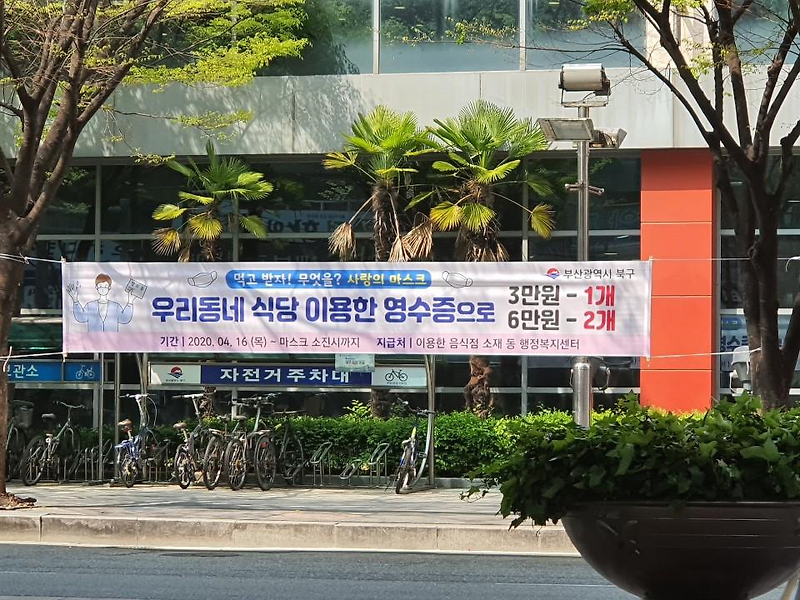 먹고 받자! 무엇을? 사랑의 마스크
우리동네 식당 이용한 영수증으로
부산광역시 북구
3만원 - 1개
6만원 - 2개
기간 | 2020. 04. 16 (목) ~ 마스크 소진시까지 지급처 | 이용한 음식점 소재 동 행정복지센터
관소
자전거주차대